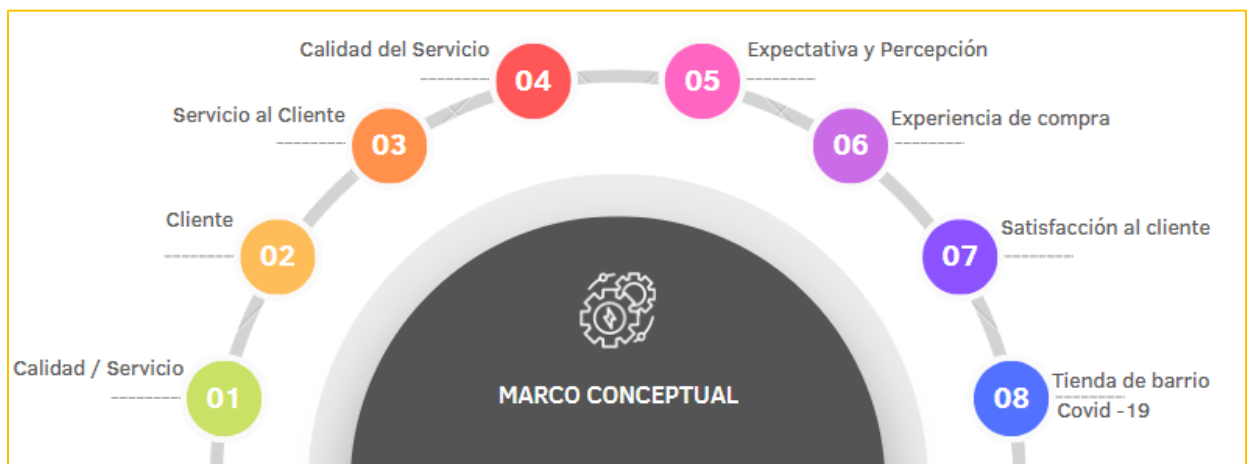 Calidad / Servicio
01
Cliente
02
Servicio al Cliente
03
Calidad del Servicio
04
Expectativa y Percepción
05
Experiencia de compra
06
Satisfacción al cliente
07
Tienda de barrio
Covid -19
08
MARCO CONCEPTUAL